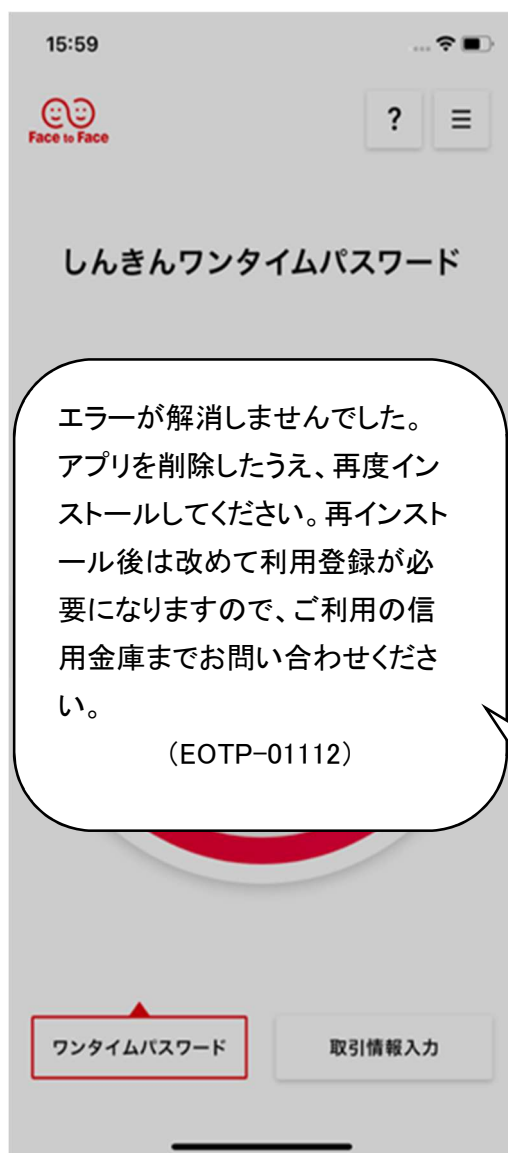 15:59
Face to Face
?
しんきんワンタイムパスワード
エラーが解消しませんでした。
アプリを削除したうえ、再度イン
ストールしてください。再インスト
ール後は改めて利用登録が必
要になりますので、ご利用の信
用金庫までお問い合わせくださ
い。
（EOTP-01112）
ワンタイムパスワード
取引情報入力